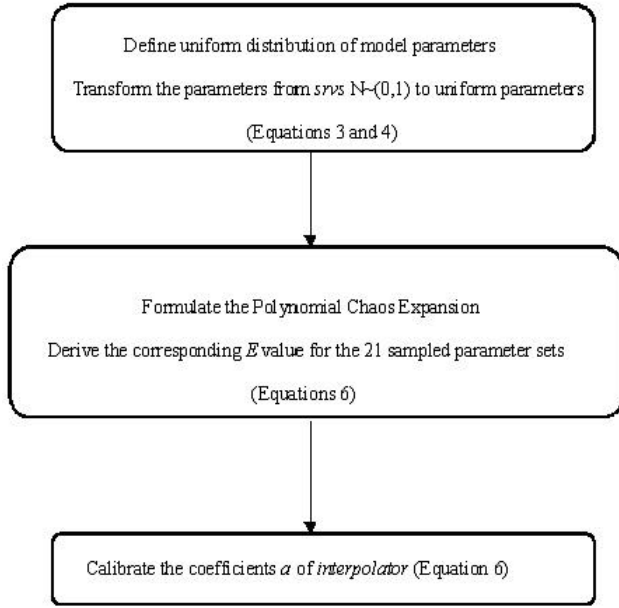 Define uniform distribution of model parameters
Transform the parameters from srvs N~(0,1) to uniform parameters
(Equations 3 and 4)
Formulate the Polynomial Chaos Expansion
Derive the corresponding E value for the 21 sampled parameter sets
(Equations 6)
Calibrate the coefficients a of interpolator (Equation 6)